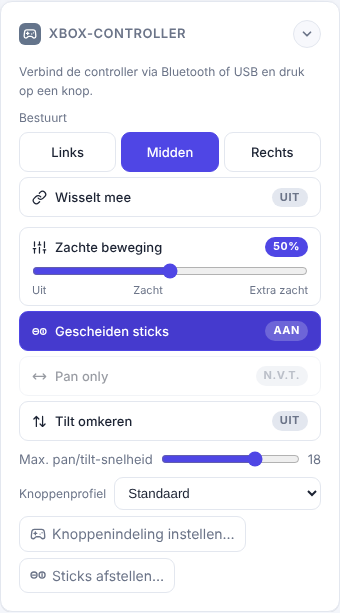 XBOX-CONTROLLER
Verbind de controller via Bluetooth of USB en druk
op een knop.
Bestuurt
Links Midden Rechts
Wisselt mee UIT
Zachte beweging 50%
Uit Zacht Extra zacht
Gescheiden sticks AAN
Pan only N.V.T.
Tilt omkeren UIT
Max. pan/tilt-snelheid 18
Knoppenprofiel Standaard
Knoppenindeling instellen...
Sticks afstellen...